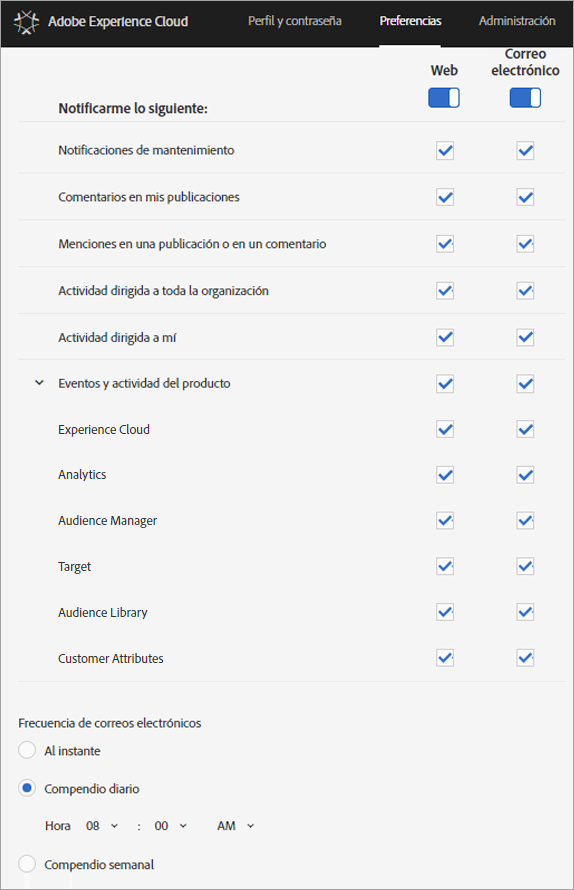 Adobe Experience Cloud Perfil y contraseña Preferencias Administración
Web Correo electrónico
Notificarme lo siguiente:
Notificaciones de mantenimiento
Comentarios en mis publicaciones
Menciones en una publicación o en un comentario
Actividad dirigida a toda la organización
Actividad dirigida a mí
Eventos y actividad del producto
Experience Cloud
Analytics
Audience Manager
Target
Audience Library
Customer Attributes
Frecuencia de correos electrónicos
Al instante
Compendio diario
Hora 08 : 00 AM
Compendio semanal